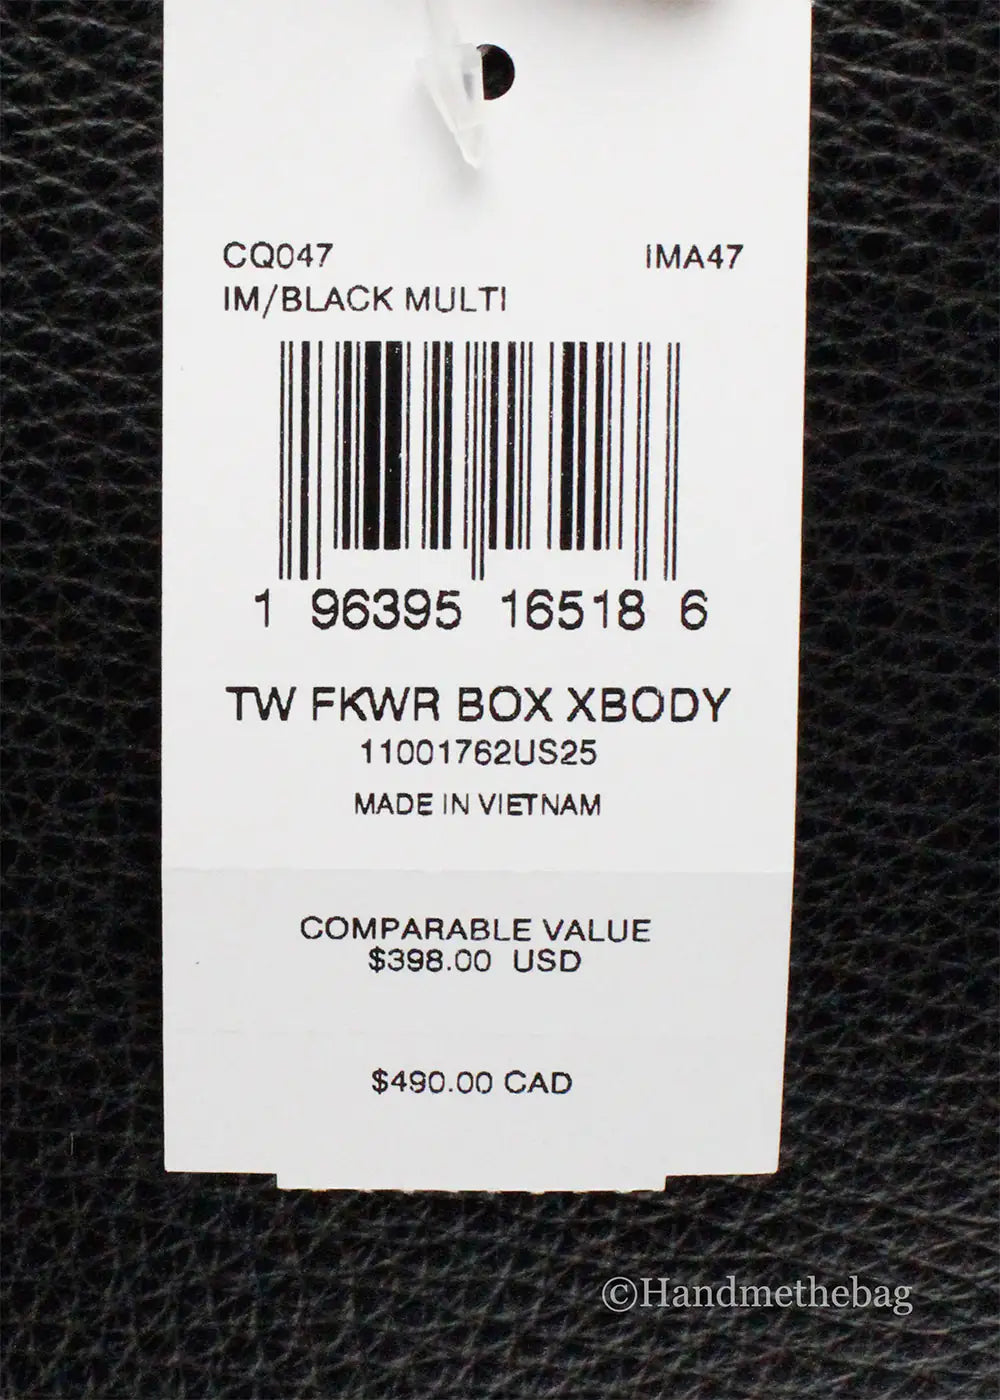 CQ047 IMA47
IM/BLACK MULTI
1 96395 16518 6
TW FKWR BOX XBODY
11001762US25
MADE IN VIETNAM
COMPARABLE VALUE
$398.00 USD
$490.00 CAD
©Handmethebag